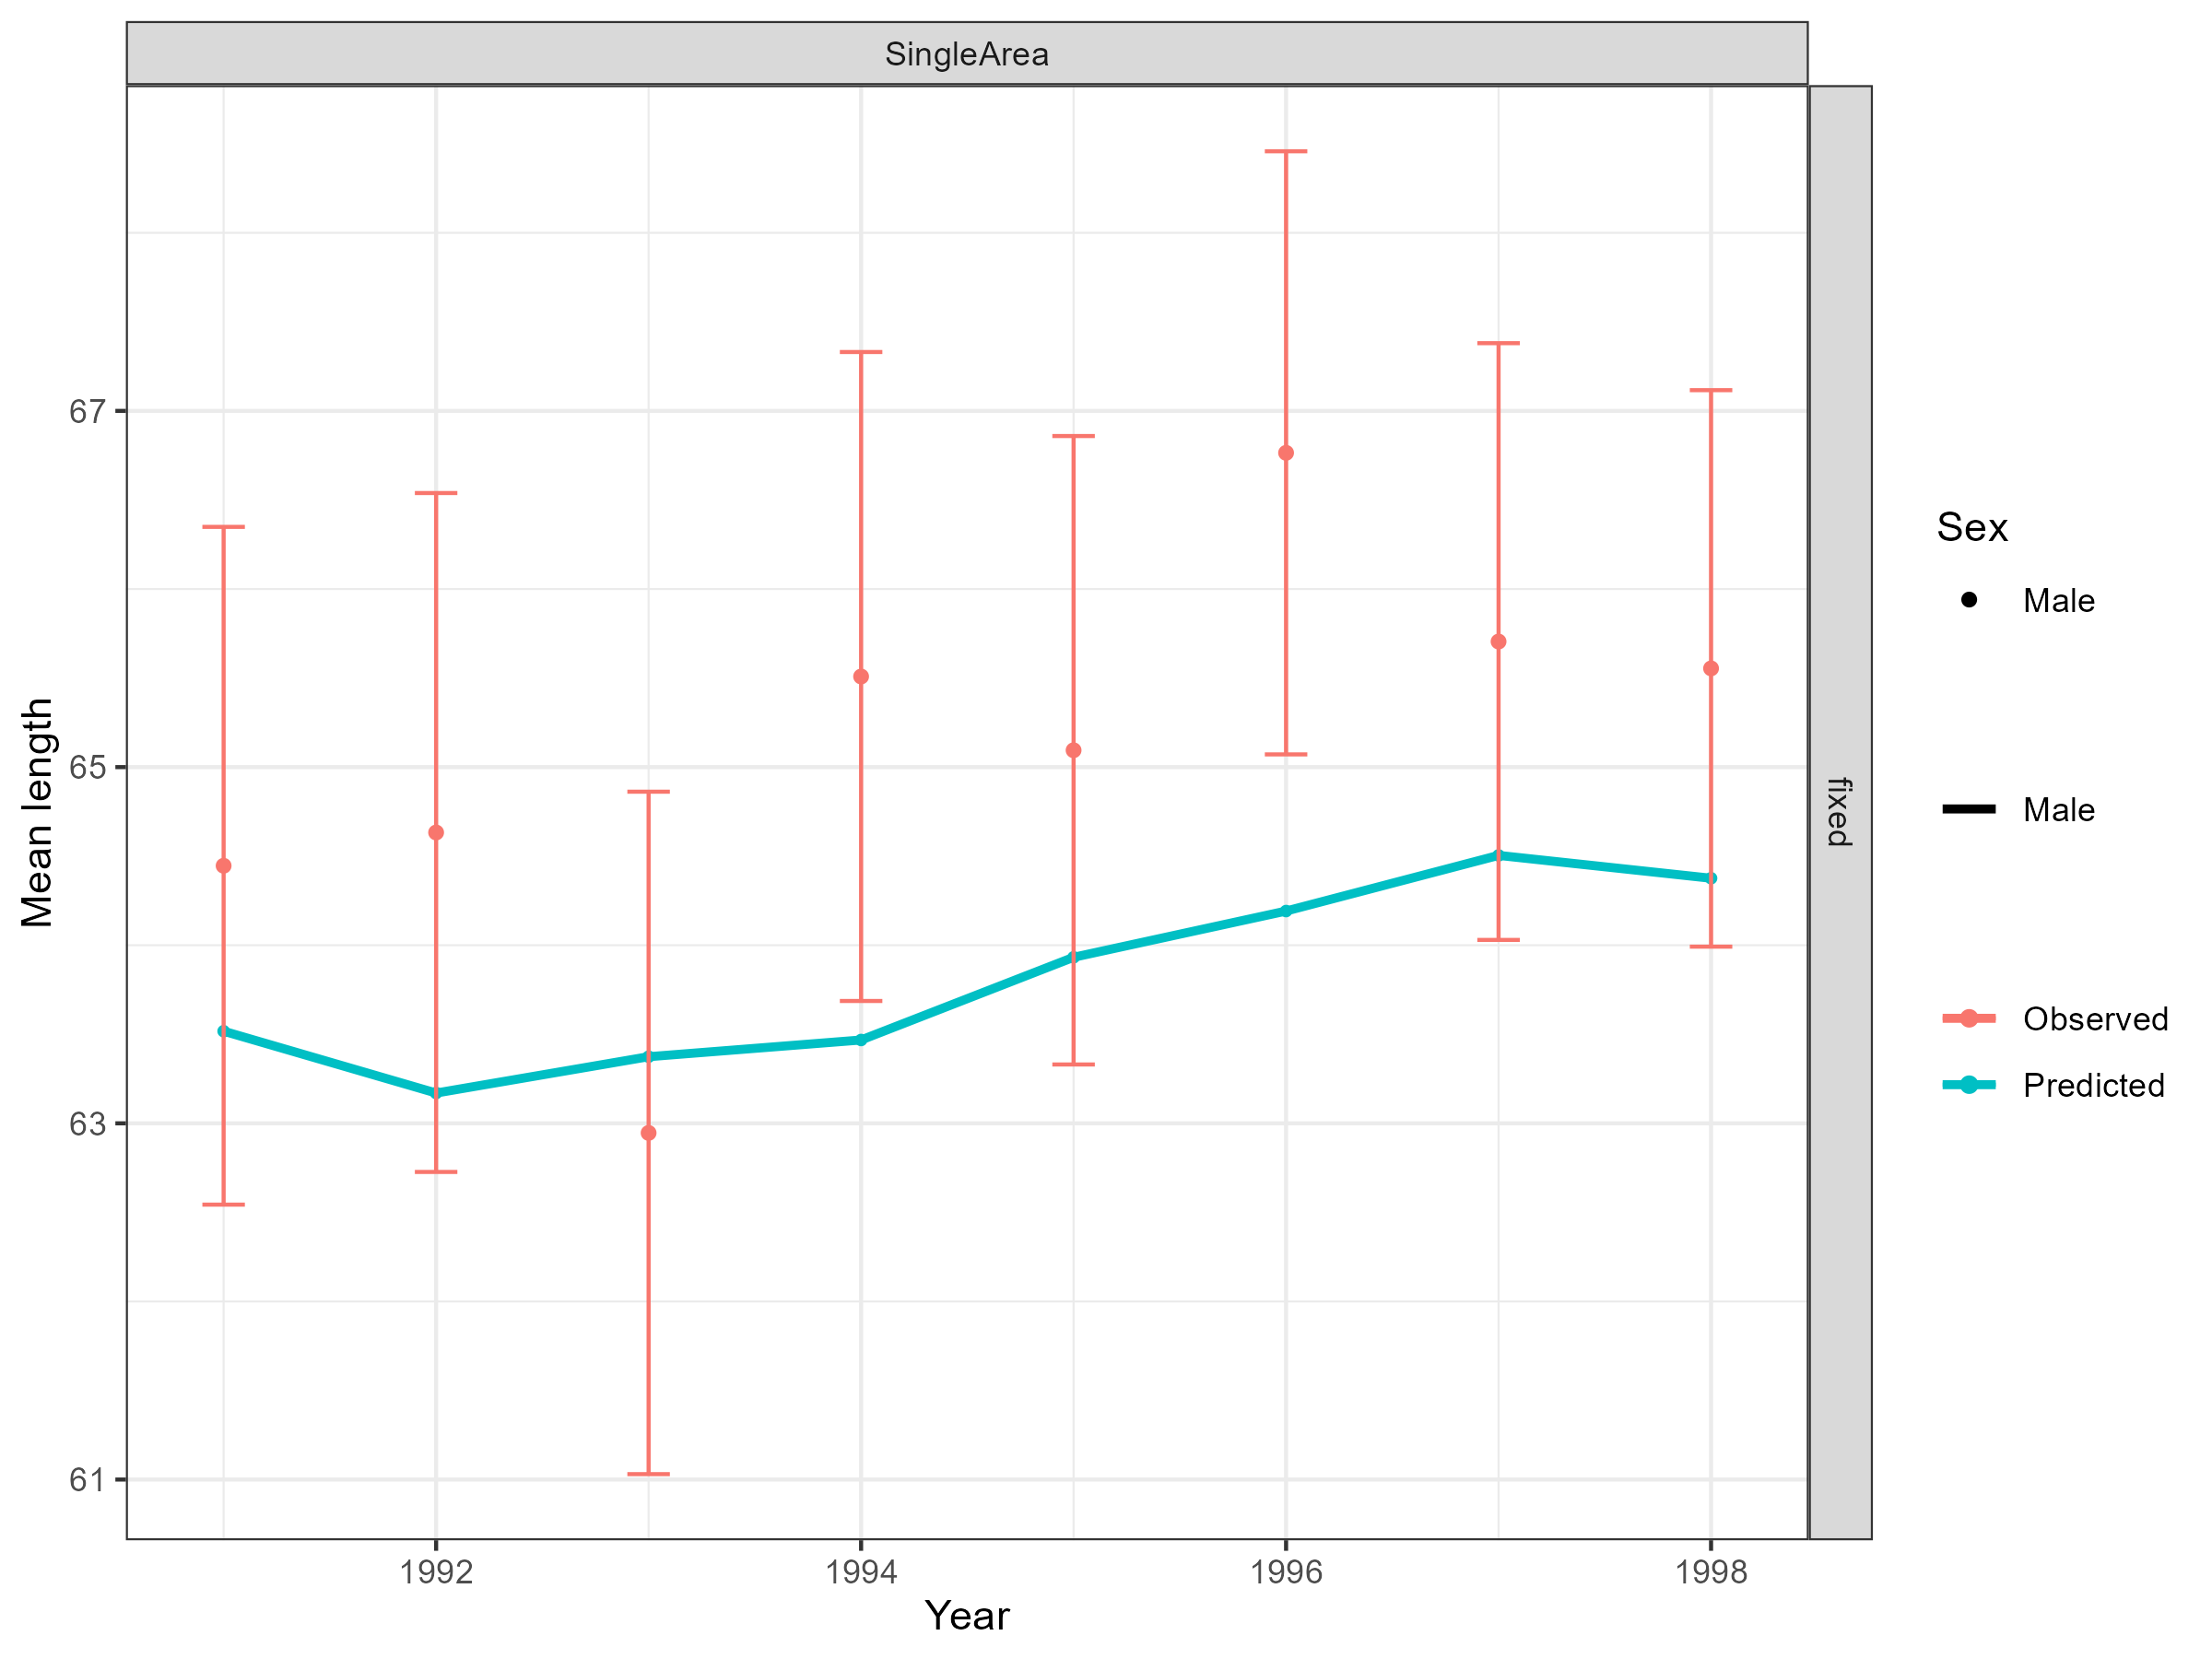 SingleArea
fixed
Mean length
67
65
63
61
1992
1994
1996
1998
Year
Sex
Male
Male
Observed
Predicted